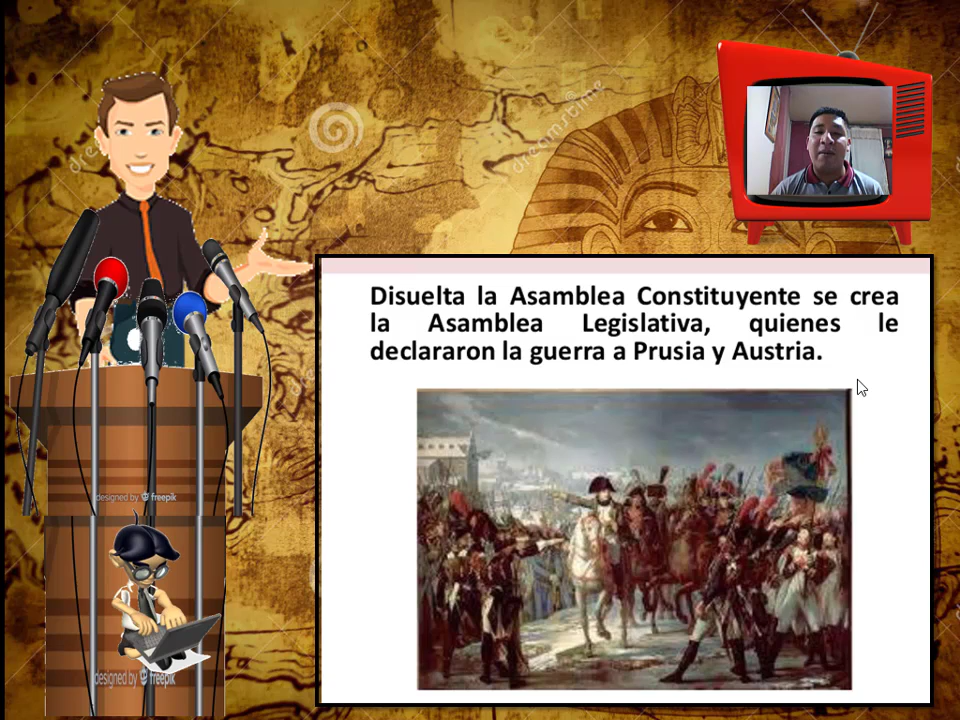 dreamstime
Disuelta la Asamblea Constituyente se crea
la Asamblea Legislativa, quienes le
declararon la guerra a Prusia y Austria.
designed by freepik
designed by freepik